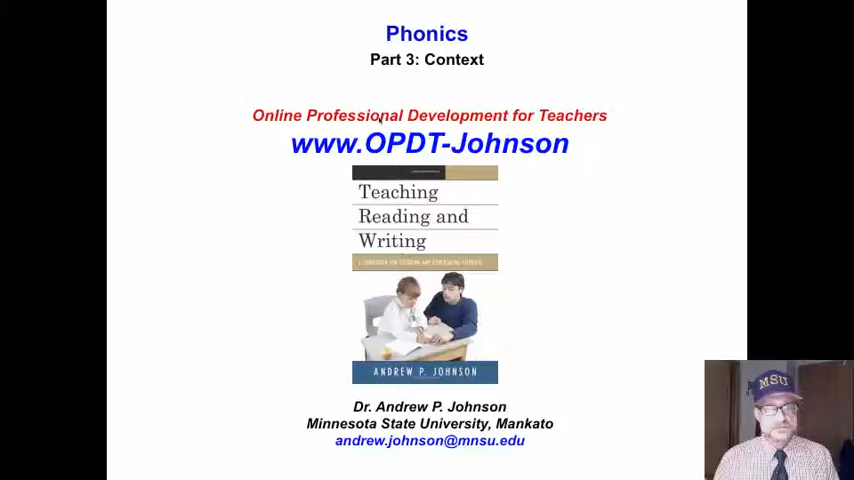 Phonics
Part 3: Context
Online Professional Development for Teachers
www.OPDT-Johnson
Teaching
Reading and
Writing
ANDREW P. JOHNSON
Dr. Andrew P. Johnson
Minnesota State University, Mankato
andrew.johnson@mnsu.edu
MSU